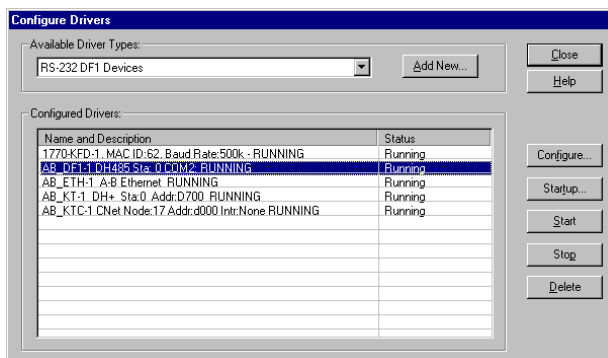 Configure Drivers
Available Driver Types:
RS-232 DF1 Devices
Add New...
Close
Help
Configured Drivers:
Name and Description Status
1770-KFD-1, MAC ID:62, Baud Rate:500k - RUNNING Running
AB_DF1-1 DH485 Sta: 0 COM2: RUNNING Running
AB_ETH-1 A-B Ethernet RUNNING Running
AB_KT-1 DH+ Sta:0 Addr:D700 RUNNING Running
AB_KTC-1 CNet Node:17 Addr:d000 Intr:None RUNNING Running
Configure...
Startup...
Start
Stop
Delete